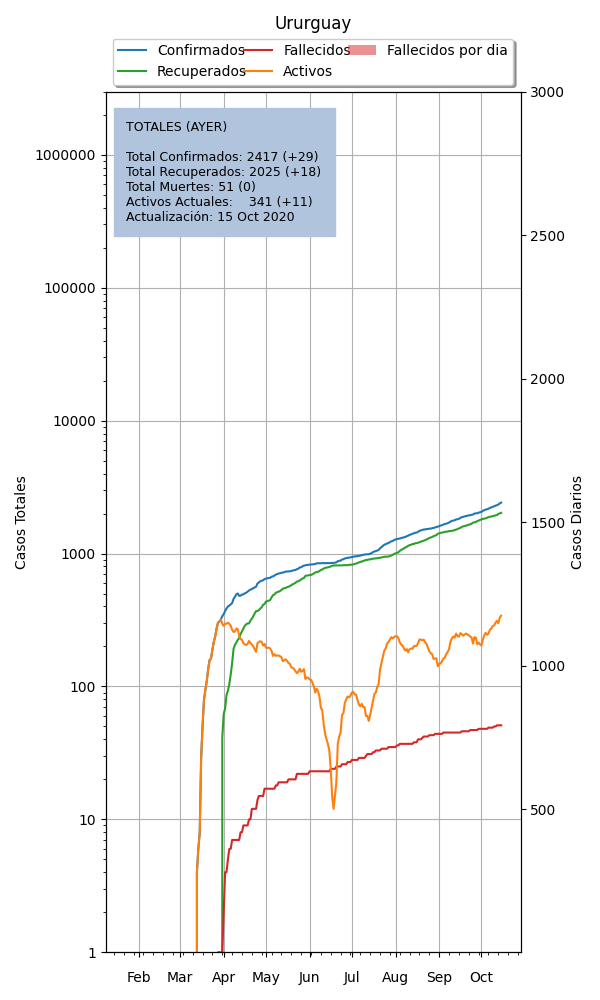 Ururguay
Confirmados
Recuperados
Fallecidos
Activos
Fallecidos por dia
TOTALES (AYER)
Total Confirmados: 2417 (+29)
Total Recuperados: 2025 (+18)
Total Muertes: 51 (0)
Activos Actuales: 341 (+11)
Actualización: 15 Oct 2020
Casos Totales
1000000
100000
10000
1000
100
10
1
3000
2500
2000
1500
1000
500
Casos Diarios
Feb Mar Apr May Jun Jul Aug Sep Oct